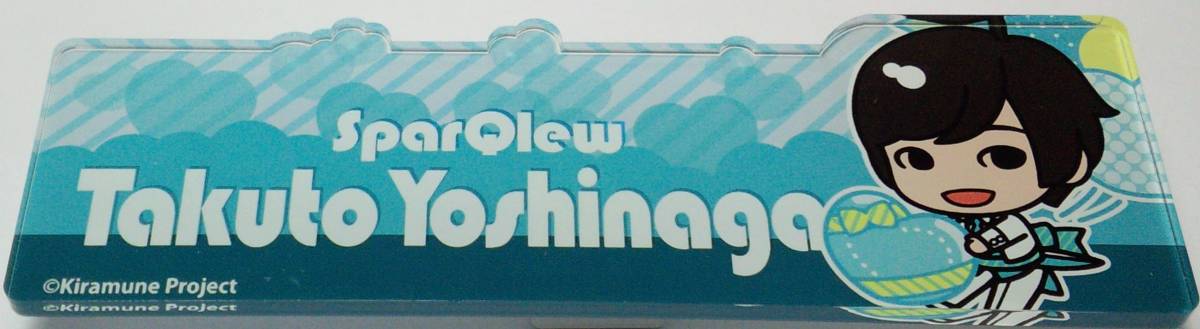 SparQlew
Takuto Yoshinaga
©Kiramune Project
©Kiramune Project